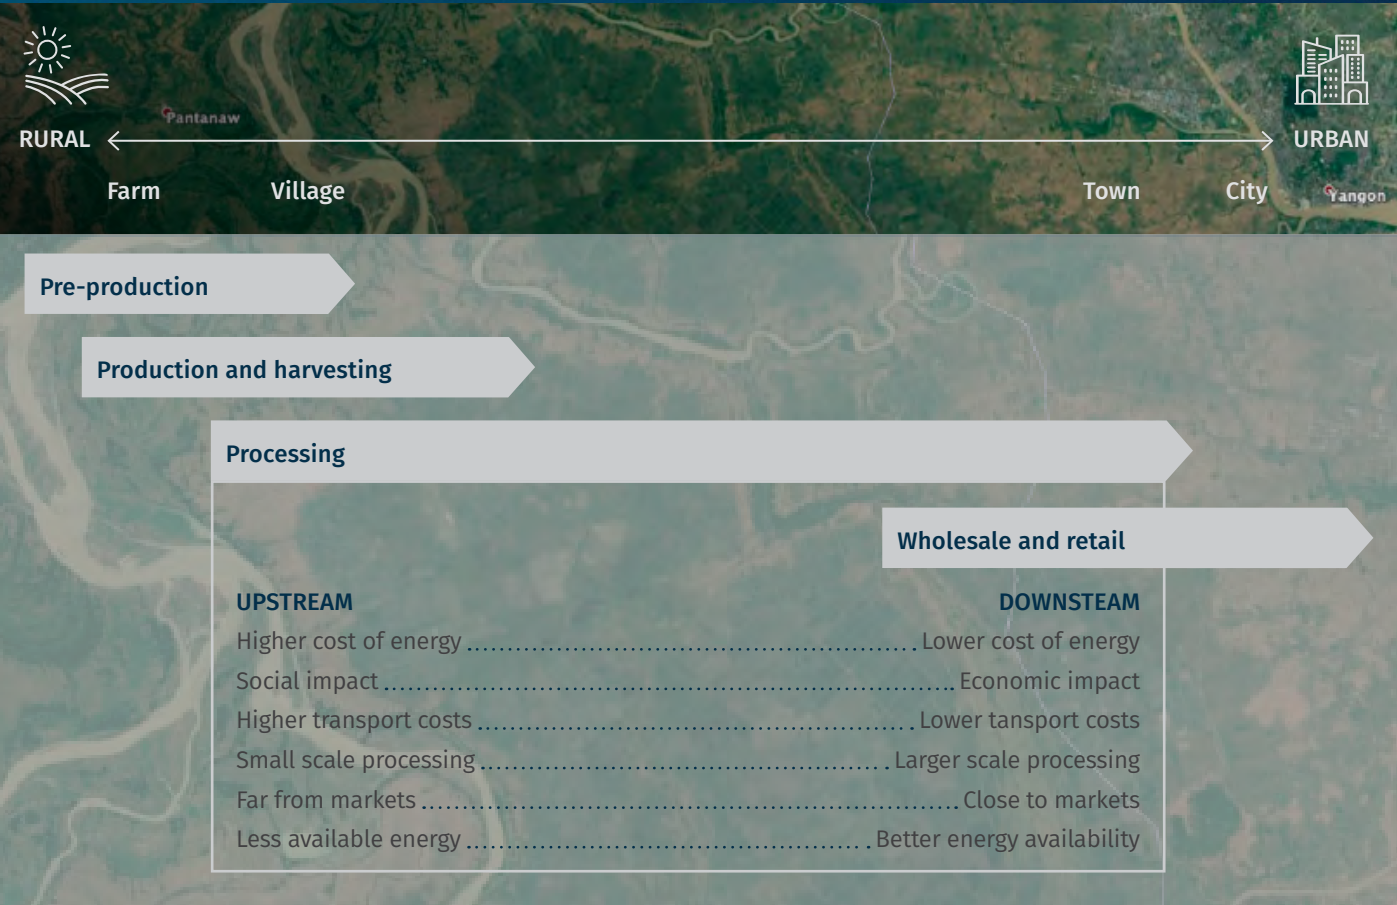 Pantanaw
RURAL URBAN
Farm Village Town City Yangon
Pre-production
Production and harvesting
Processing
Wholesale and retail
UPSTREAM DOWNSTEAM
Higher cost of energy Lower cost of energy
Social impact Economic impact
Higher transport costs Lower tansport costs
Small scale processing Larger scale processing
Far from markets Close to markets
Less available energy Better energy availability